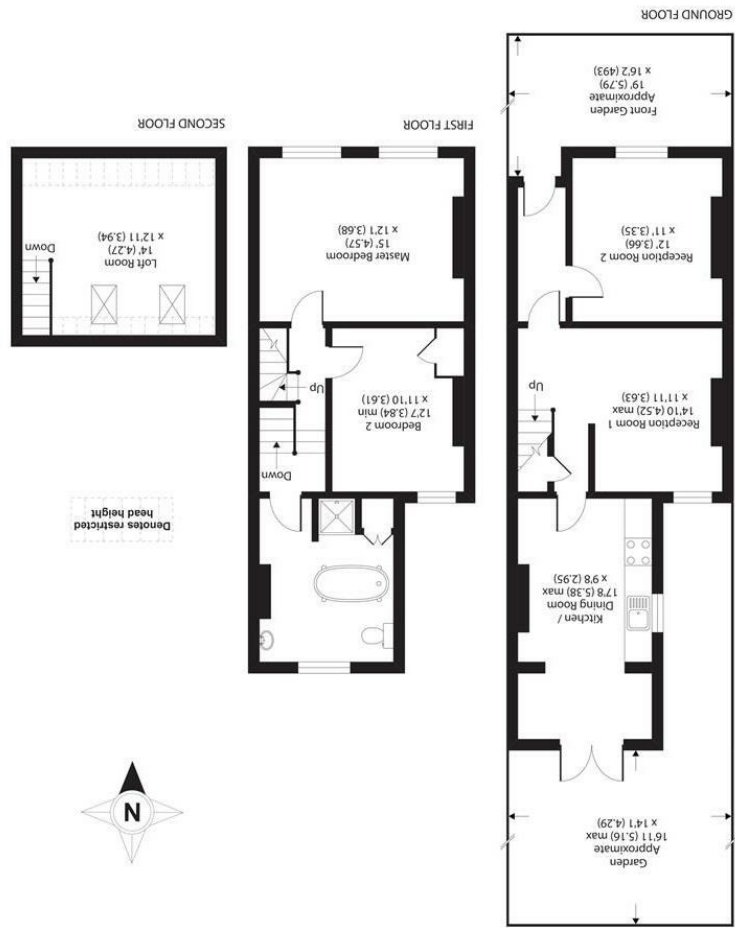 Garden
Approximate
16'11 (5.16) max
x 14'1 (4.29)
Kitchen /
Dining Room
17'8 (5.38) max
x 9'8 (2.95)
Reception Room 1
14'10 (4.52) max
x 11'11 (3.63)
Up
Reception Room 2
12' (3.66)
x 11' (3.35)
Front Garden
Approximate
19' (5.79)
x 16'2 (493)
GROUND FLOOR
Down
Bedroom 2
12'7 (3.84) min
x 11'10 (3.61)
Up
Master Bedroom
15' (4.57)
x 12'1 (3.68)
FIRST FLOOR
N
Denotes restricted
head height
Loft Room
14' (4.27)
x 12'11 (3.94)
Down
SECOND FLOOR